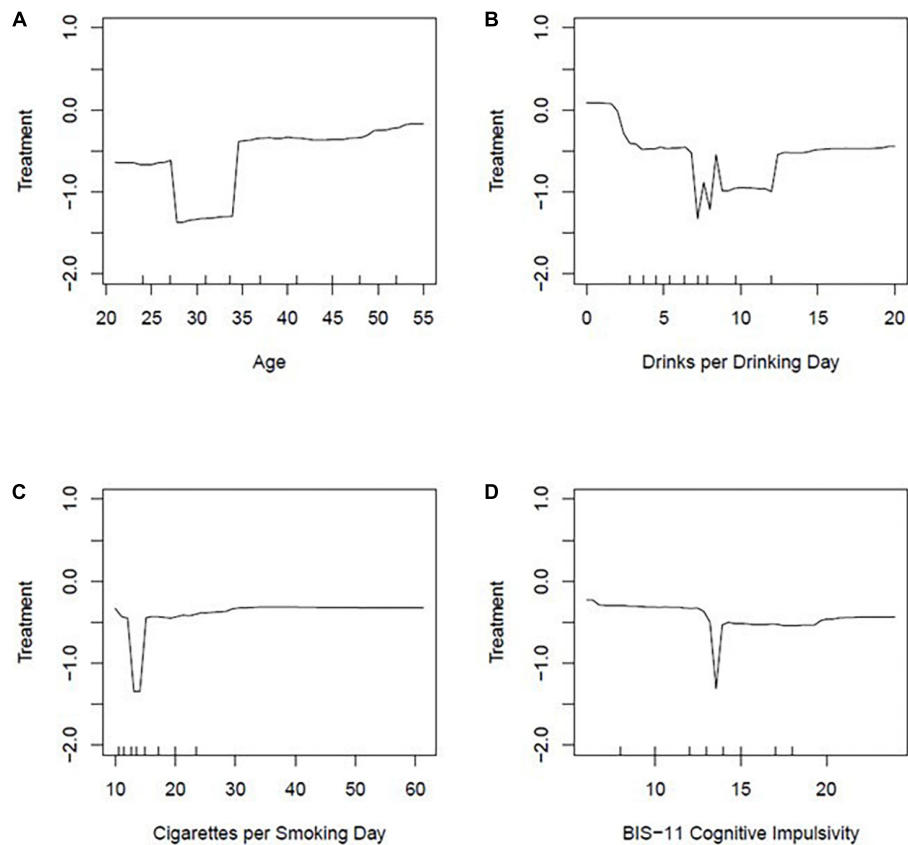 A
Treatment
1.0
0.0
−1.0
−2.0
20 25 30 35 40 45 50 55
Age
B
Treatment
1.0
0.0
−1.0
−2.0
0 5 10 15 20
Drinks per Drinking Day
C
Treatment
1.0
0.0
−1.0
−2.0
10 20 30 40 50 60
Cigarettes per Smoking Day
D
Treatment
1.0
0.0
−1.0
−2.0
10 15 20
BIS−11 Cognitive Impulsivity